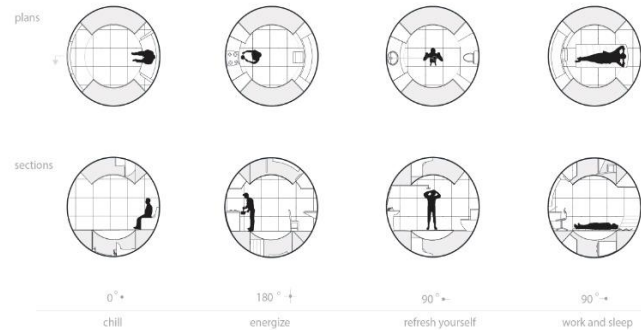 plans
sections
0° 180° 90° 90°
chill energize refresh yourself work and sleep